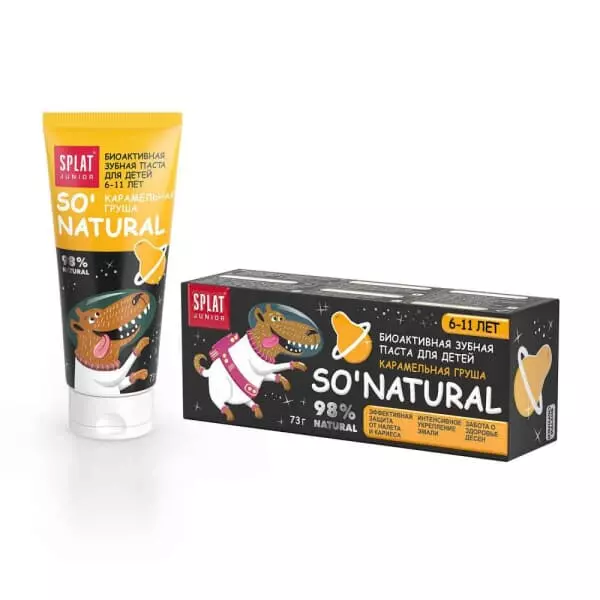 SPLAT
JUNIOR
БИОАКТИВНАЯ
ЗУБНАЯ ПАСТА
ДЛЯ ДЕТЕЙ
6-11 ЛЕТ
SO'
NATURAL
КАРАМЕЛЬНАЯ
ГРУША
98%
NATURAL
SPLAT
JUNIOR
6-11 ЛЕТ
БИОАКТИВНАЯ ЗУБНАЯ
ПАСТА ДЛЯ ДЕТЕЙ
КАРАМЕЛЬНАЯ ГРУША
SO'NATURAL
73 г
98%
NATURAL
ЭФФЕКТИВНАЯ
ЗАЩИТА
ОТ НАЛЕТА
И КАРИЕСА
ИНТЕНСИВНОЕ
УКРЕПЛЕНИЕ
ЭМАЛИ
ЗАБОТА О
ЗДОРОВЬЕ
ДЕСЕН